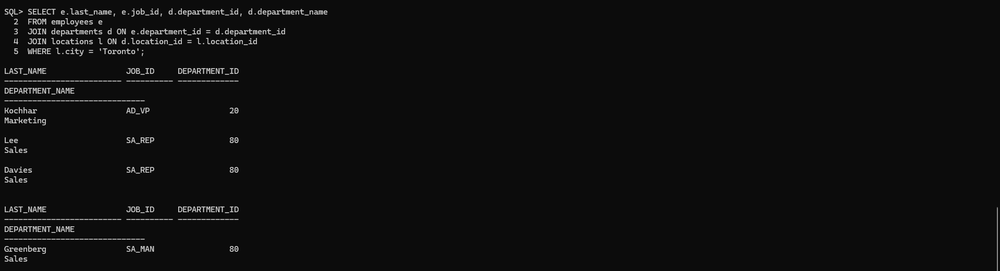 SQL> SELECT e.last_name, e.job_id, d.department_id, d.department_name
  2  FROM employees e
  3  JOIN departments d ON e.department_id = d.department_id
  4  JOIN locations l ON d.location_id = l.location_id
  5  WHERE l.city = 'Toronto';

LAST_NAME                 JOB_ID     DEPARTMENT_ID
------------------------- ---------- -------------
DEPARTMENT_NAME
------------------------------
Kochhar                   AD_VP                 20
Marketing

Lee                       SA_REP                80
Sales

Davies                    SA_REP                80
Sales


LAST_NAME                 JOB_ID     DEPARTMENT_ID
------------------------- ---------- -------------
DEPARTMENT_NAME
------------------------------
Greenberg                 SA_MAN                80
Sales